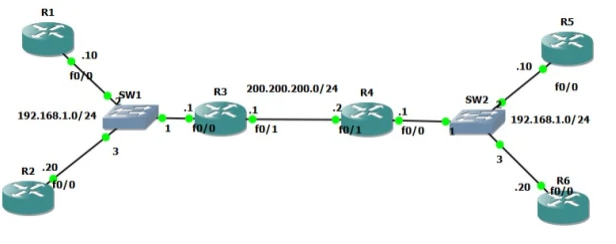 R1
.10
f0/0
2
SW1
192.168.1.0/24
1
3
R2
.20
f0/0
R3
.1
f0/0
200.200.200.0/24
.1
f0/1
R4
.2
f0/1
.1
f0/0
SW2
1
2
192.168.1.0/24
3
R5
.10
f0/0
R6
.20
f0/0